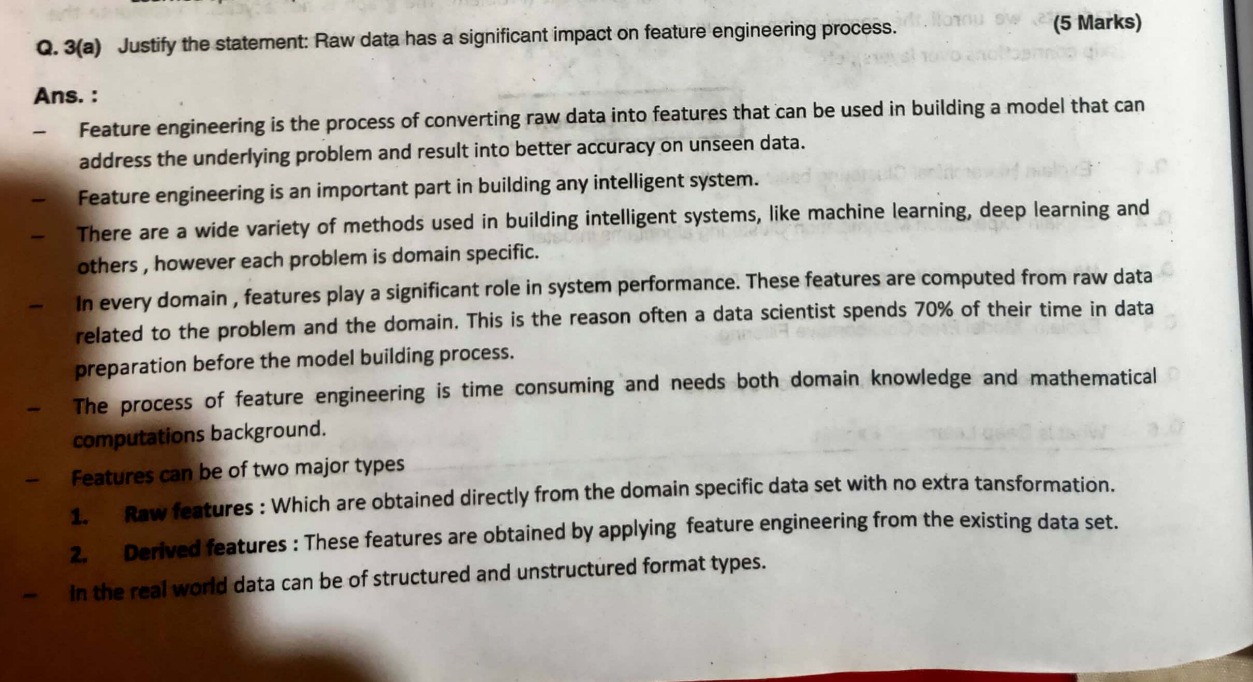 Q. 3(a) Justify the statement: Raw data has a significant impact on feature engineering process. (5 Marks)
Ans. :
– Feature engineering is the process of converting raw data into features that can be used in building a model that can
address the underlying problem and result into better accuracy on unseen data.
– Feature engineering is an important part in building any intelligent system.
– There are a wide variety of methods used in building intelligent systems, like machine learning, deep learning and
others , however each problem is domain specific.
– In every domain , features play a significant role in system performance. These features are computed from raw data
related to the problem and the domain. This is the reason often a data scientist spends 70% of their time in data
preparation before the model building process.
– The process of feature engineering is time consuming and needs both domain knowledge and mathematical
computations background.
– Features can be of two major types
1. Raw features : Which are obtained directly from the domain specific data set with no extra tansformation.
2. Derived features : These features are obtained by applying feature engineering from the existing data set.
– In the real world data can be of structured and unstructured format types.